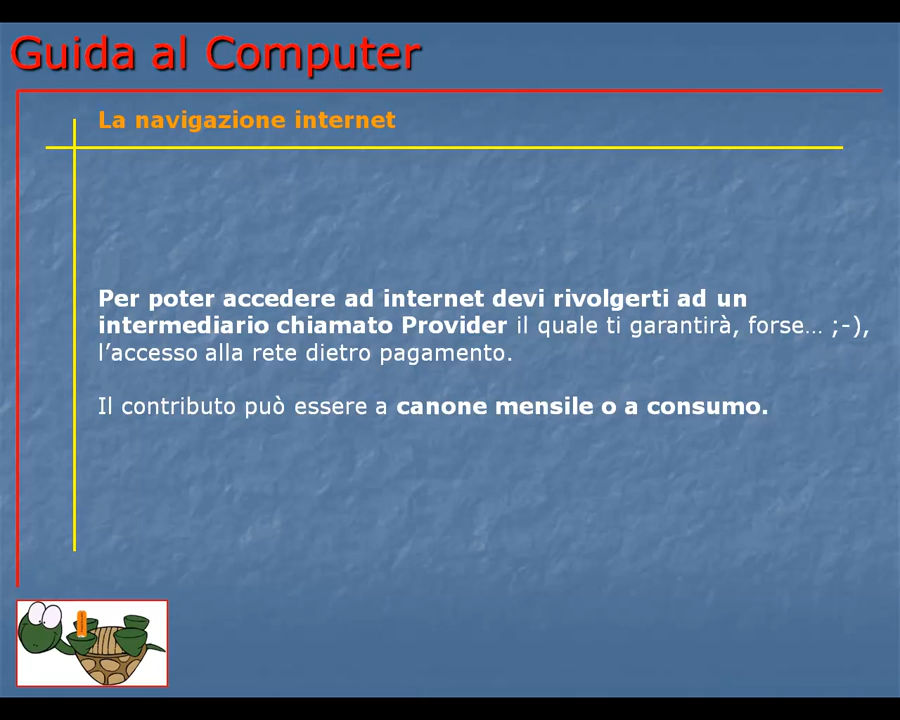 Guida al Computer
La navigazione internet
Per poter accedere ad internet devi rivolgerti ad un
intermediario chiamato Provider il quale ti garantirà, forse... ;-),
l’accesso alla rete dietro pagamento.
Il contributo può essere a canone mensile o a consumo.